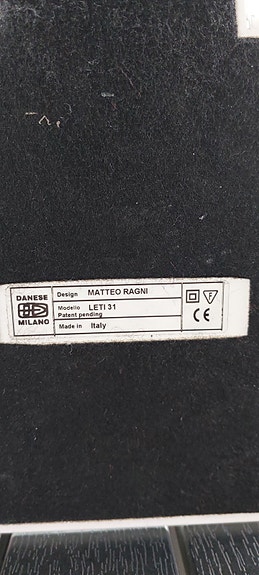 DANESE
MILANO
Design MATTEO RAGNI
Modello LETI 31
Patent pending
Made in Italy
F
CE